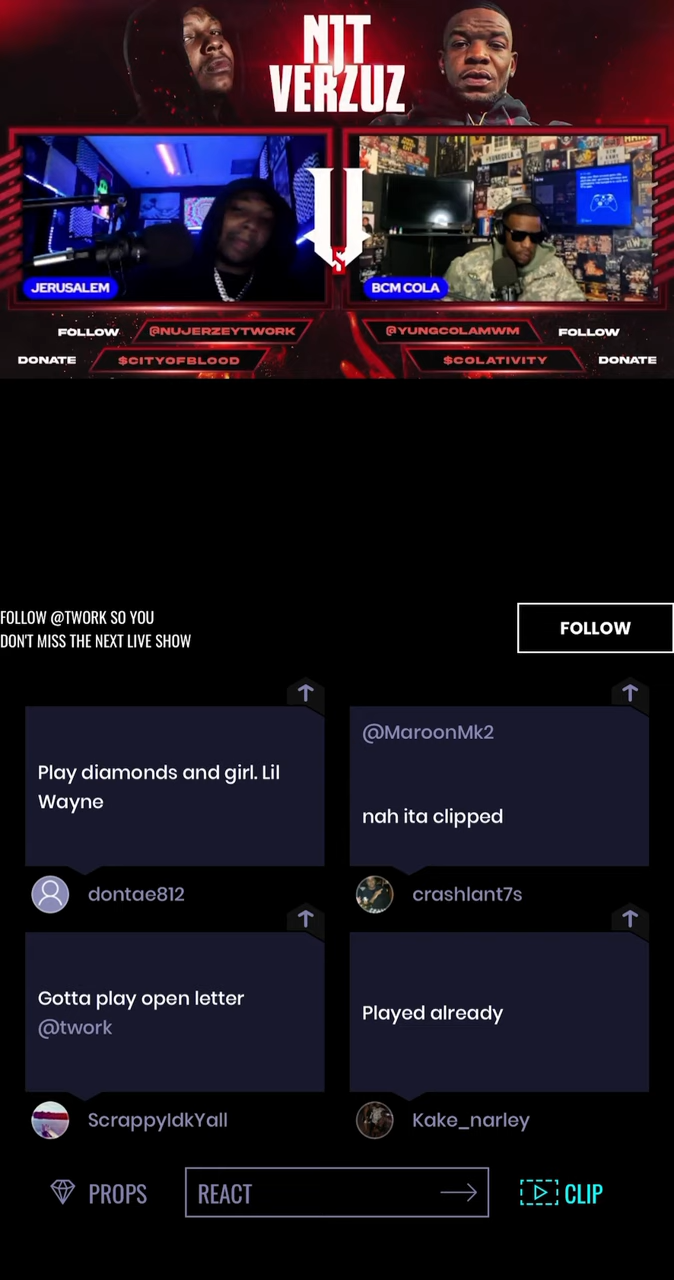 NJT
VERZUZ
JERUSALEM
BCM COLA
FOLLOW
@NUJERZEYTWORK
@YUNGCOLAMWM
FOLLOW
DONATE
$CITYOFBLOOD
$COLATIVITY
DONATE
FOLLOW @TWORK SO YOU
DON'T MISS THE NEXT LIVE SHOW
FOLLOW
Play diamonds and girl. Lil
Wayne
dontae812
@MaroonMk2
nah ita clipped
crashlant7s
Gotta play open letter
@twork
ScrappyIdkYall
Played already
Kake_narley
PROPS
REACT
CLIP